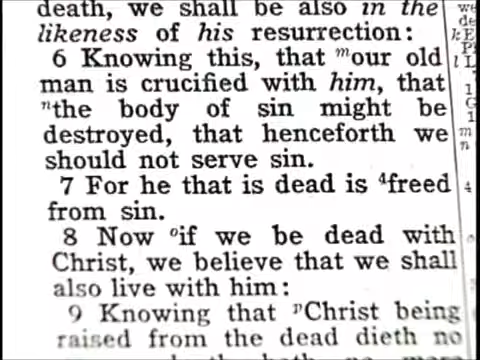 death, we shall be also in the
likeness of his resurrection:
6 Knowing this, that ᵐour old
man is crucified with him, that
ⁿthe body of sin might be
destroyed, that henceforth we
should not serve sin.
7 For he that is dead is ⁴freed
from sin.
8 Now ᵒif we be dead with
Christ, we believe that we shall
also live with him:
9 Knowing that ᵖChrist being
raised from the dead dieth no
m
n
4